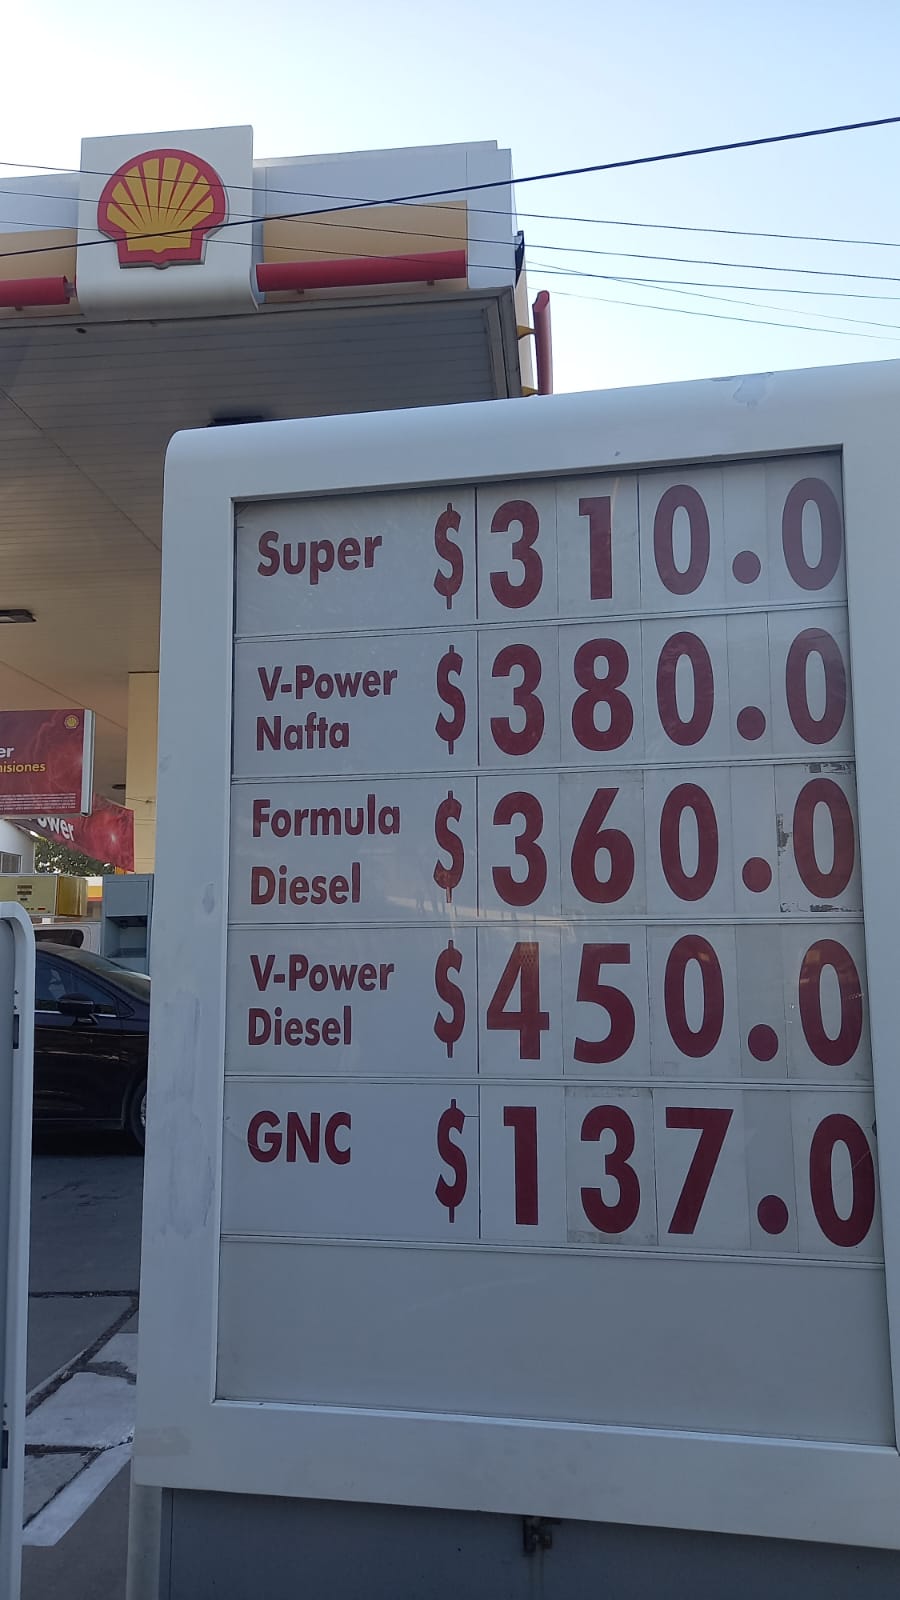 Super $ 310.0
V-Power
Nafta $ 380.0
Formula
Diesel $ 360.0
V-Power
Diesel $ 450.0
GNC $ 137.0